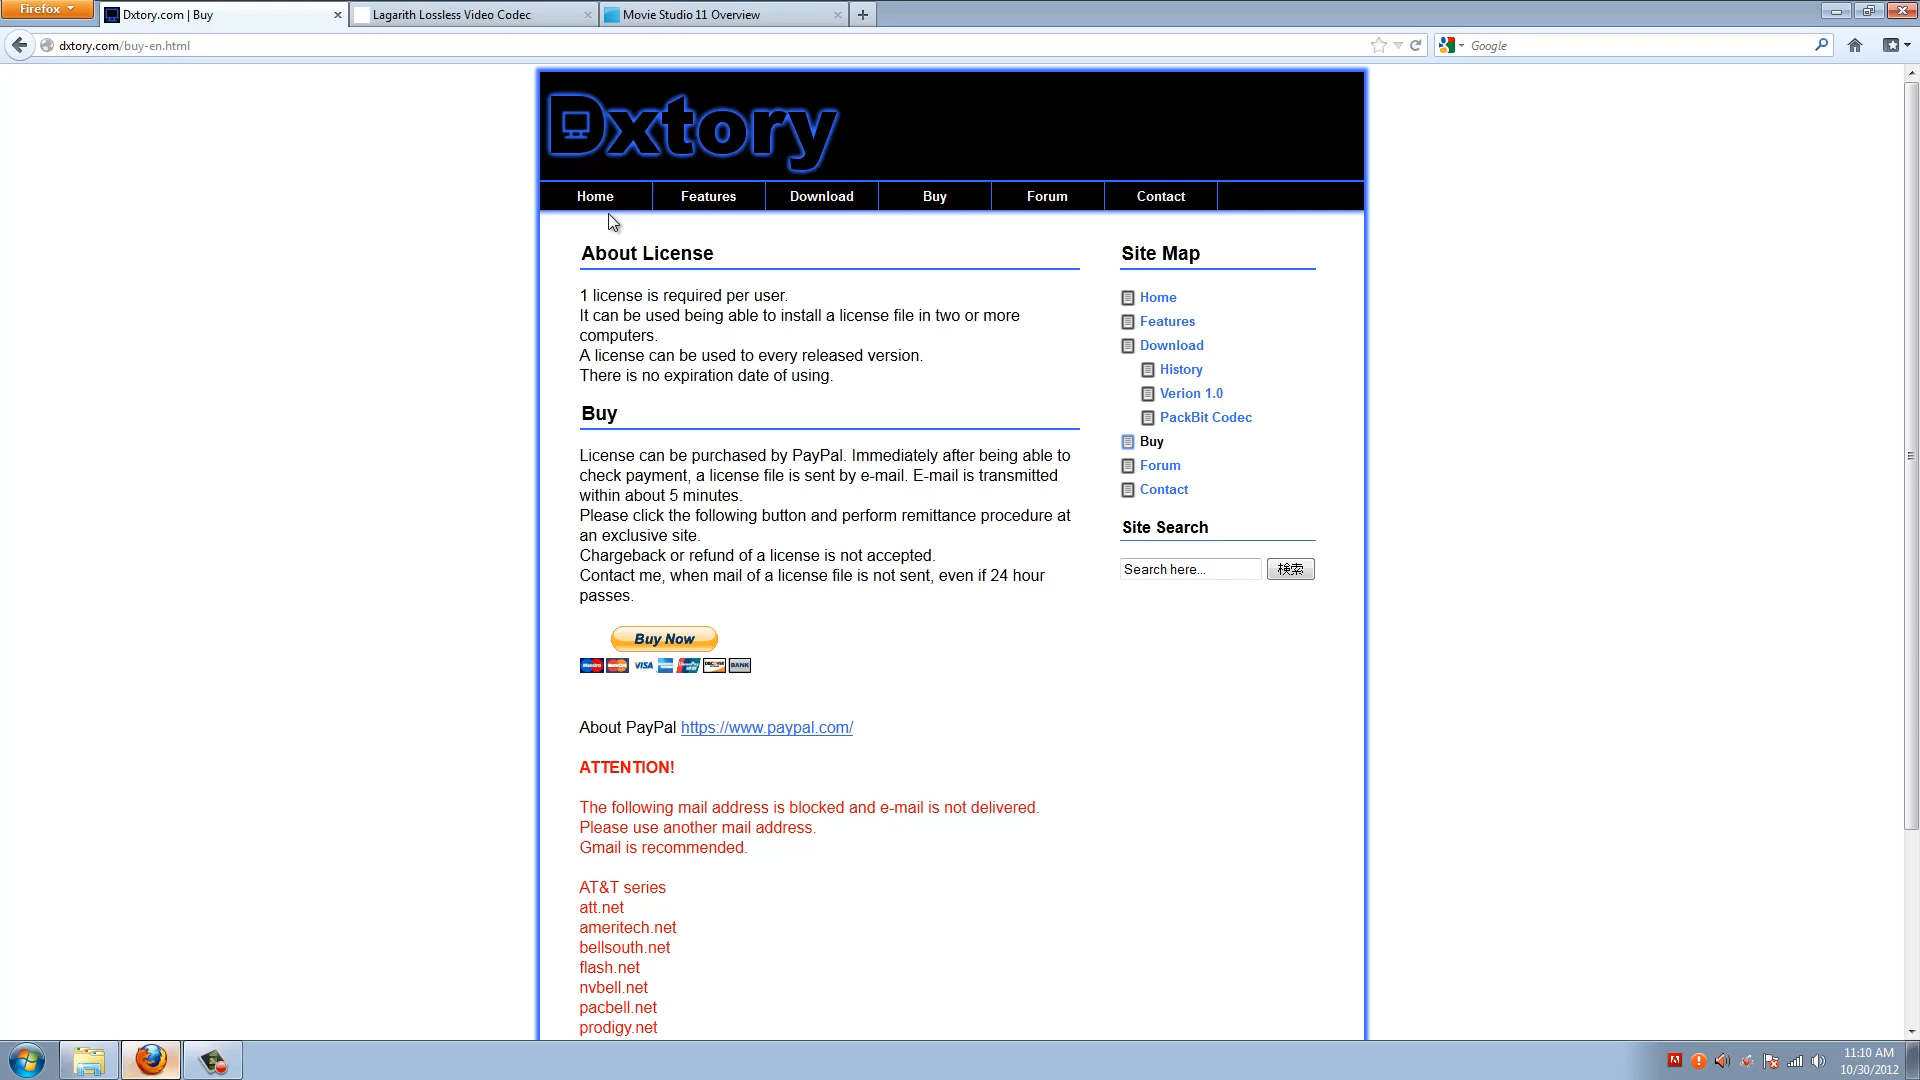 Firefox
Dxtory.com | Buy
Lagarith Lossless Video Codec
Movie Studio 11 Overview
dxtory.com/buy-en.html
Google
Dxtory
Home
Features
Download
Buy
Forum
Contact
About License
1 license is required per user.
It can be used being able to install a license file in two or more
computers.
A license can be used to every released version.
There is no expiration date of using.
Buy
License can be purchased by PayPal. Immediately after being able to
check payment, a license file is sent by e-mail. E-mail is transmitted
within about 5 minutes.
Please click the following button and perform remittance procedure at
an exclusive site.
Chargeback or refund of a license is not accepted.
Contact me, when mail of a license file is not sent, even if 24 hour
passes.
Buy Now
VISA
BANK
About PayPal https://www.paypal.com/
ATTENTION!
The following mail address is blocked and e-mail is not delivered.
Please use another mail address.
Gmail is recommended.
AT&T series
att.net
ameritech.net
bellsouth.net
flash.net
nvbell.net
pacbell.net
prodigy.net
Site Map
Home
Features
Download
History
Verion 1.0
PackBit Codec
Buy
Forum
Contact
Site Search
Search here...
検索
11:10 AM
10/30/2012